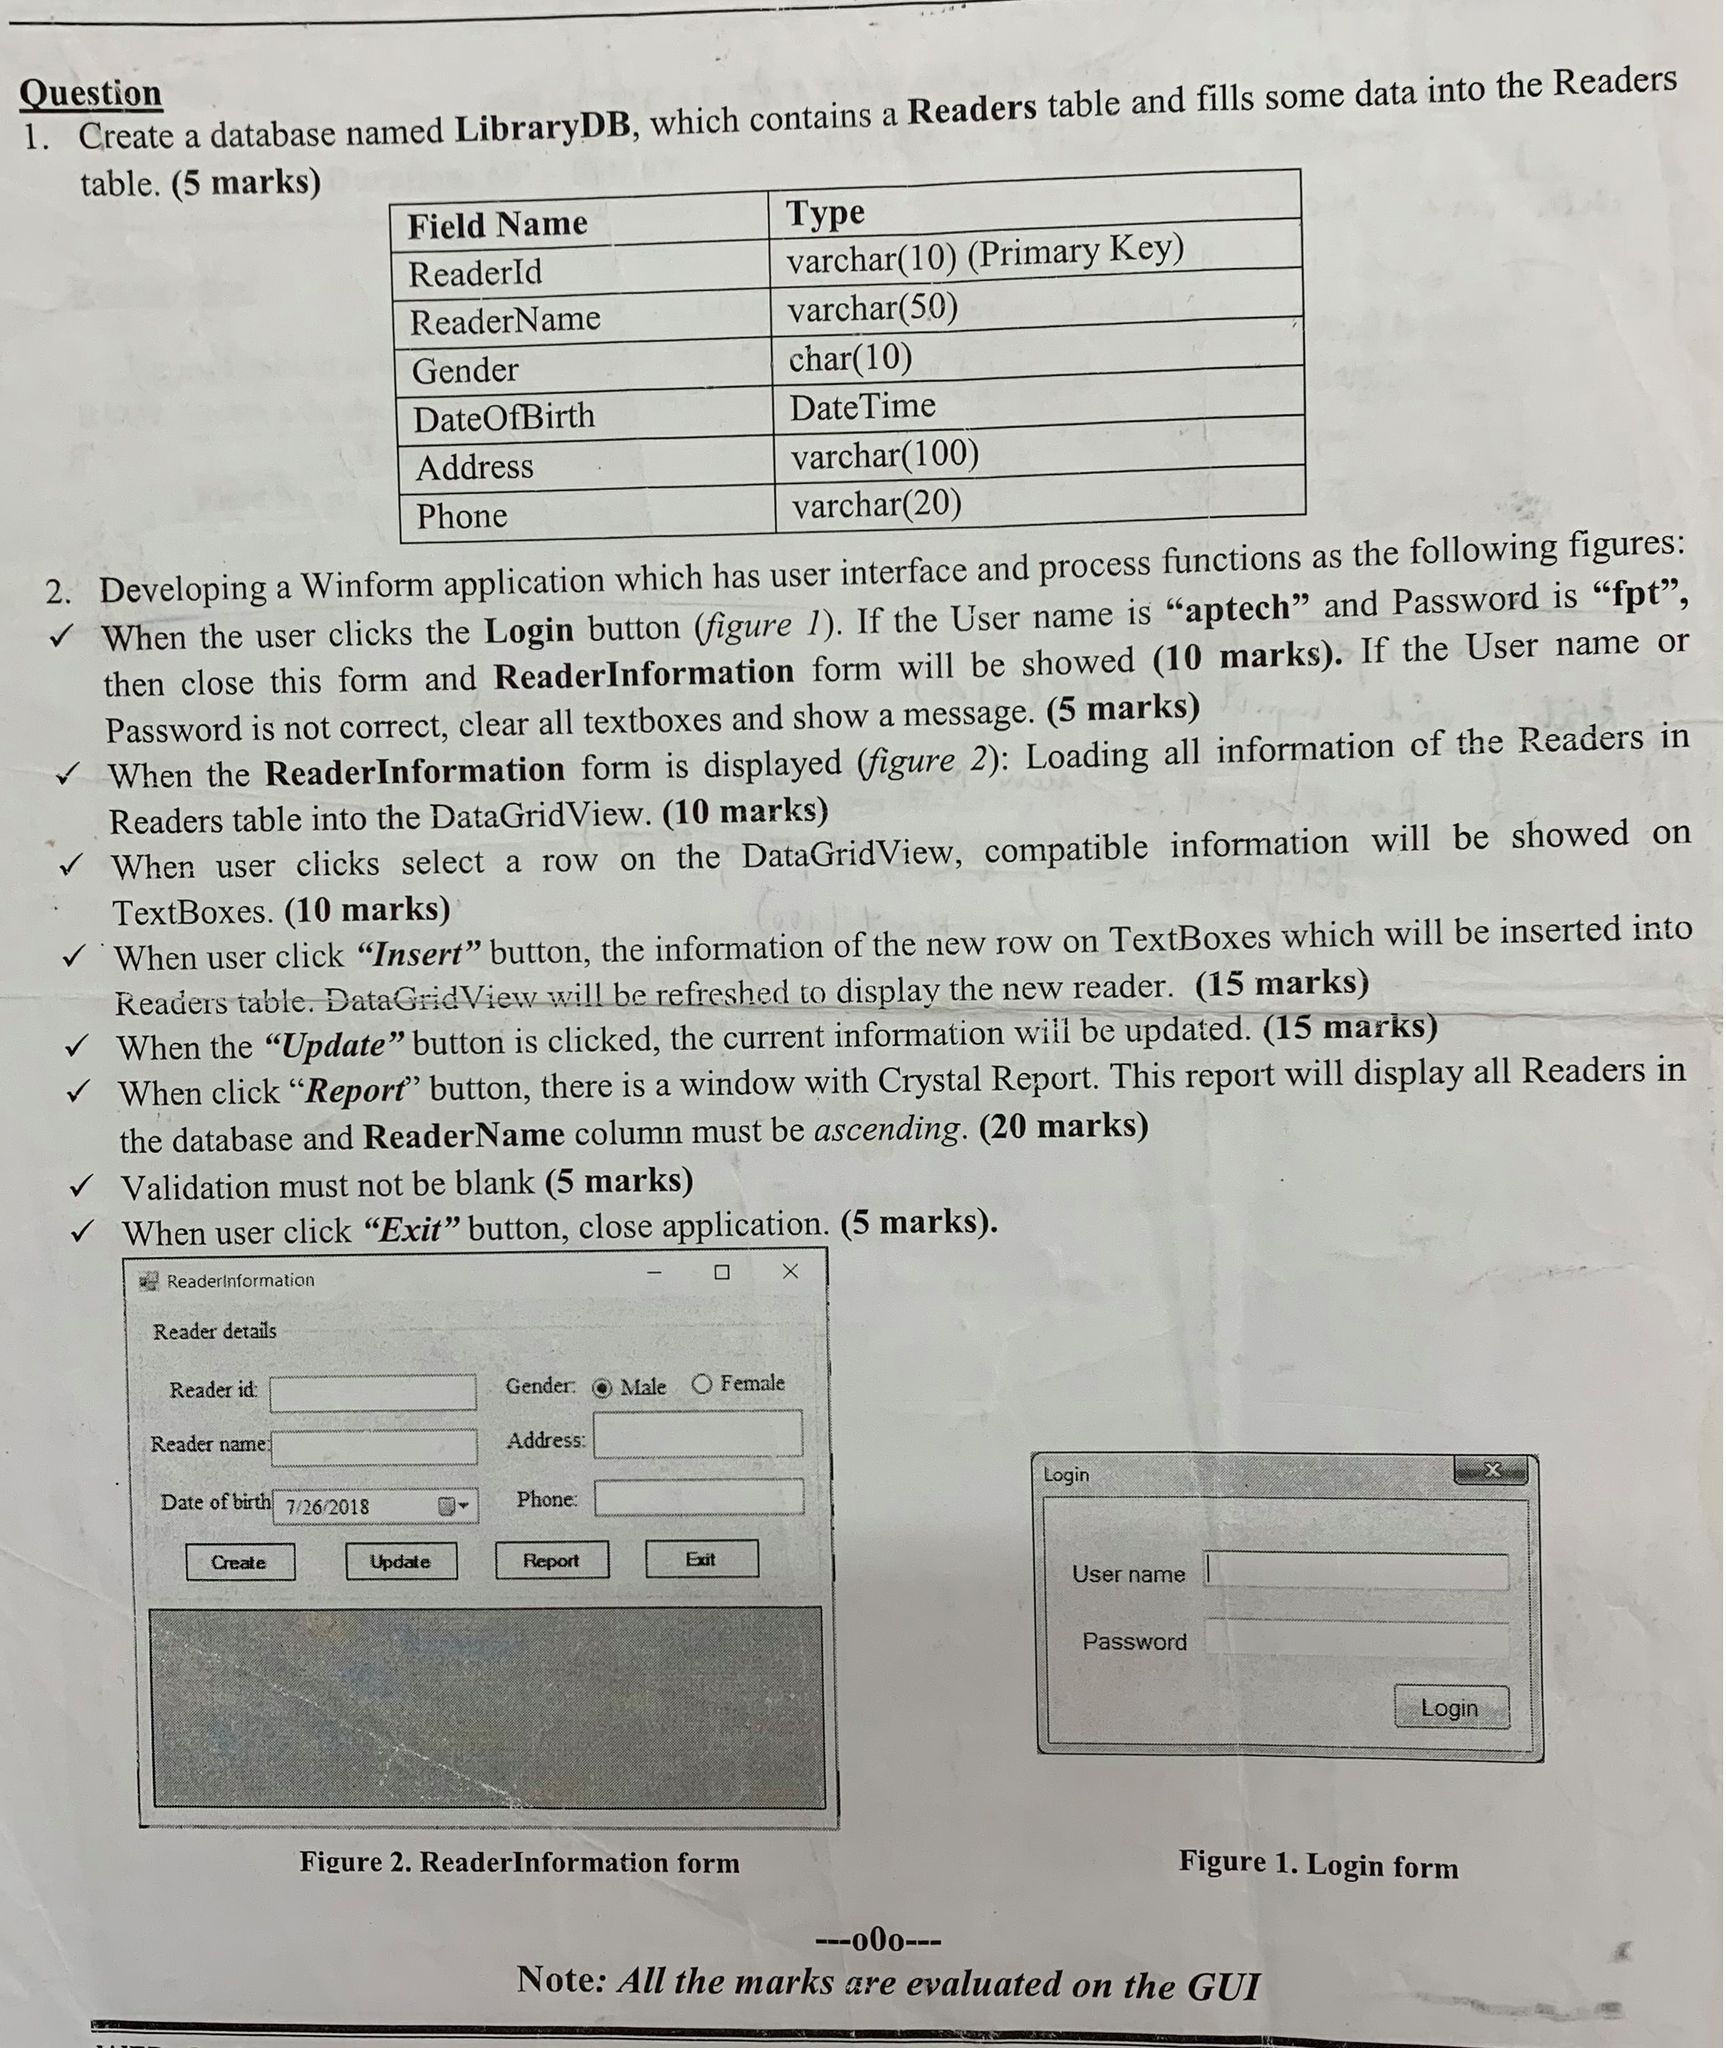 Question
1. Create a database named LibraryDB, which contains a Readers table and fills some data into the Readers
table. (5 marks)
Field Name Type
ReaderId varchar(10) (Primary Key)
ReaderName varchar(50)
Gender char(10)
DateOfBirth DateTime
Address varchar(100)
Phone varchar(20)
2. Developing a Winform application which has user interface and process functions as the following figures:
✓ When the user clicks the Login button (figure 1). If the User name is “aptech” and Password is “fpt”,
then close this form and ReaderInformation form will be showed (10 marks). If the User name or
Password is not correct, clear all textboxes and show a message. (5 marks)
✓ When the ReaderInformation form is displayed (figure 2): Loading all information of the Readers in
Readers table into the DataGridView. (10 marks)
✓ When user clicks select a row on the DataGridView, compatible information will be showed on
TextBoxes. (10 marks)
✓ When user click “Insert” button, the information of the new row on TextBoxes which will be inserted into
Readers table. DataGridView will be refreshed to display the new reader. (15 marks)
✓ When the “Update” button is clicked, the current information will be updated. (15 marks)
✓ When click “Report” button, there is a window with Crystal Report. This report will display all Readers in
the database and ReaderName column must be ascending. (20 marks)
✓ Validation must not be blank (5 marks)
✓ When user click “Exit” button, close application. (5 marks).
ReaderInformation
Reader details
Reader id: Gender: Male Female
Reader name: Address:
Date of birth 7/26/2018 Phone:
Create Update Report Exit
Login
User name
Password
Login
Figure 2. ReaderInformation form
Figure 1. Login form
---o0o---
Note: All the marks are evaluated on the GUI